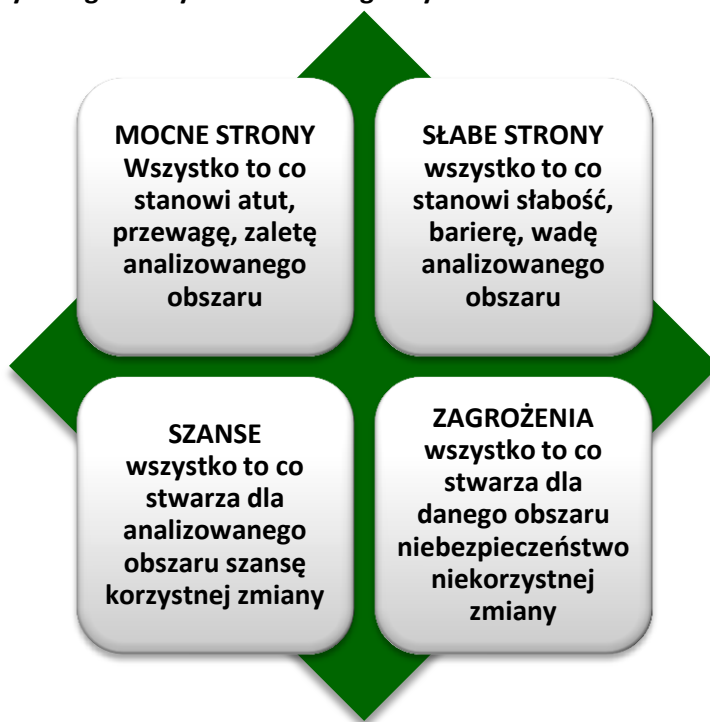 MOCNE STRONY
Wszystko to co
stanowi atut,
przewagę, zaletę
analizowanego
obszaru
SŁABE STRONY
wszystko to co
stanowi słabość,
barierę, wadę
analizowanego
obszaru
SZANSE
wszystko to co
stwarza dla
analizowanego
obszaru szansę
korzystnej zmiany
ZAGROŻENIA
wszystko to co
stwarza dla
danego obszaru
niebezpieczeństwo
niekorzystnej
zmiany